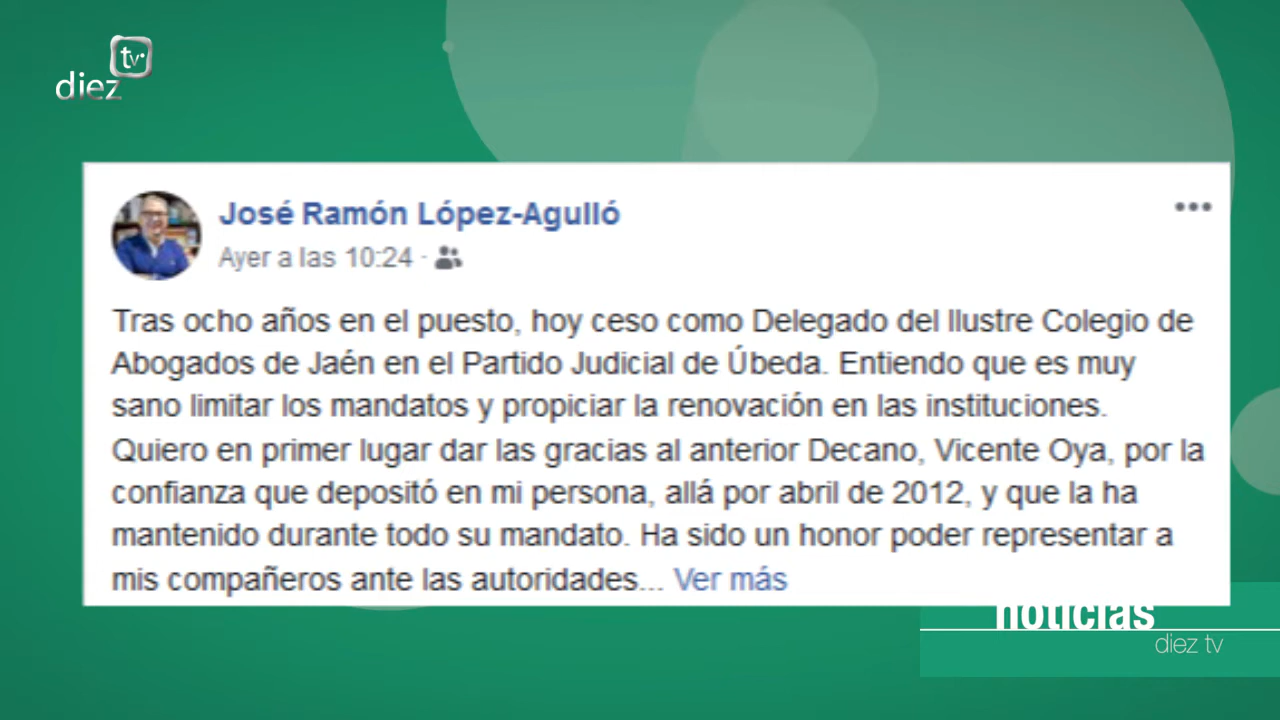 tv
diez
José Ramón López-Agulló
Ayer a las 10:24 ·
Tras ocho años en el puesto, hoy ceso como Delegado del Ilustre Colegio de
Abogados de Jaén en el Partido Judicial de Úbeda. Entiendo que es muy
sano limitar los mandatos y propiciar la renovación en las instituciones.
Quiero en primer lugar dar las gracias al anterior Decano, Vicente Oya, por la
confianza que depositó en mi persona, allá por abril de 2012, y que la ha
mantenido durante todo su mandato. Ha sido un honor poder representar a
mis compañeros ante las autoridades... Ver más
noticias
diez tv